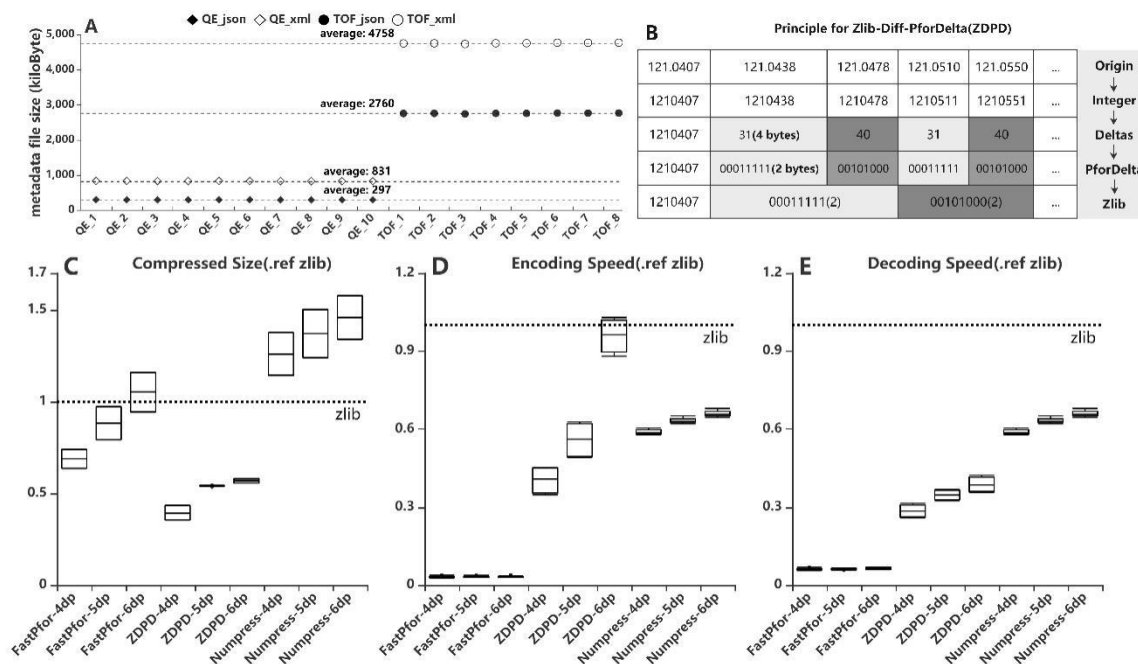 A
◆ QE_json ◇ QE_xml ● TOF_json ○ TOF_xml
metadata file size (kiloByte)
5,000
4,000
3,000
2,000
1,000
0
average: 4758
average: 2760
average: 831
average: 297
QE_1 QE_2 QE_3 QE_4 QE_5 QE_6 QE_7 QE_8 QE_9 QE_10 TOF_1 TOF_2 TOF_3 TOF_4 TOF_5 TOF_6 TOF_7 TOF_8
B
Principle for Zlib-Diff-PforDelta(ZDPD)
121.0407 121.0438 121.0478 121.0510 121.0550 ... Origin
1210407 1210438 1210478 1210511 1210551 ... Integer
1210407 31(4 bytes) 40 31 40 ... Deltas
1210407 00011111(2 bytes) 00101000 00011111 00101000 ... PforDelta
1210407 00011111(2) 00101000(2) ... Zlib
C
Compressed Size(.ref zlib)
1.7
1.5
1
0.5
0
zlib
FastPfor-4dp FastPfor-5dp FastPfor-6dp ZDPD-4dp ZDPD-5dp ZDPD-6dp Numpress-4dp Numpress-5dp Numpress-6dp
D
Encoding Speed(.ref zlib)
1.2
0.9
0.6
0.3
0
zlib
FastPfor-4dp FastPfor-5dp FastPfor-6dp ZDPD-4dp ZDPD-5dp ZDPD-6dp Numpress-4dp Numpress-5dp Numpress-6dp
E
Decoding Speed(.ref zlib)
1.2
0.9
0.6
0.3
0
zlib
FastPfor-4dp FastPfor-5dp FastPfor-6dp ZDPD-4dp ZDPD-5dp ZDPD-6dp Numpress-4dp Numpress-5dp Numpress-6dp